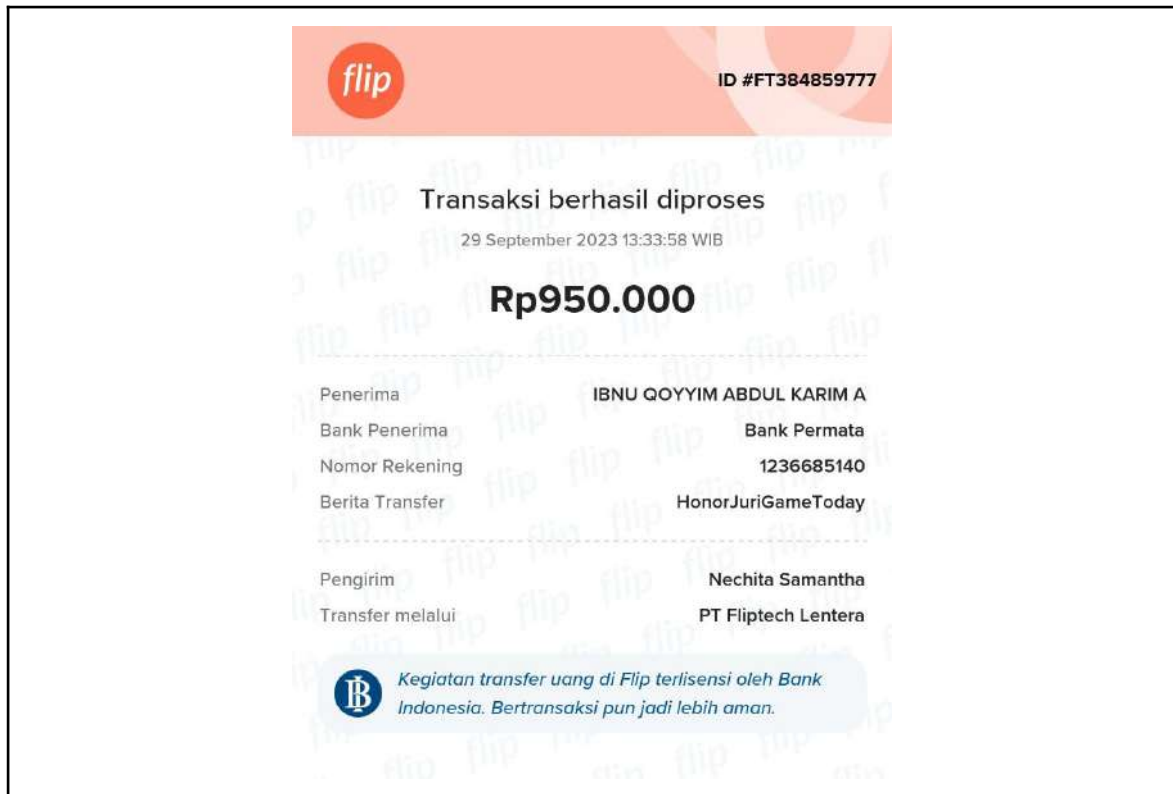 flip
ID #FT384859777
Transaksi berhasil diproses
29 September 2023 13:33:58 WIB
Rp950.000
Penerima IBNU QOYYIM ABDUL KARIM A
Bank Penerima Bank Permata
Nomor Rekening 1236685140
Berita Transfer HonorJuriGameToday
Pengirim Nechita Samantha
Transfer melalui PT Fliptech Lentera
Kegiatan transfer uang di Flip terlisensi oleh Bank
Indonesia. Bertransaksi pun jadi lebih aman.